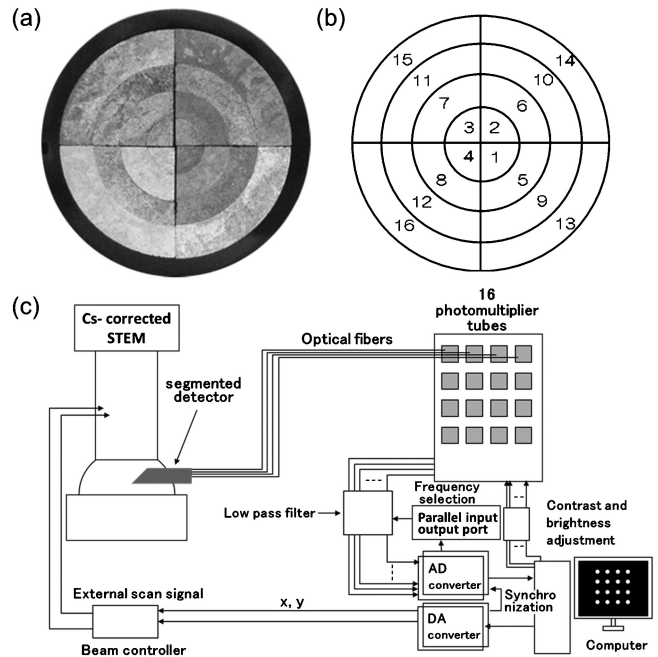 (a)
(b)
15
14
11
10
7
6
3
2
4
1
8
5
12
9
16
13
(c)
Cs- corrected
STEM
segmented
detector
Optical fibers
16
photomultiplier
tubes
Low pass filter
Frequency
selection
Parallel input
output port
Contrast and
brightness
adjustment
AD
converter
Synchro
nization
DA
converter
External scan signal
x, y
Beam controller
Computer